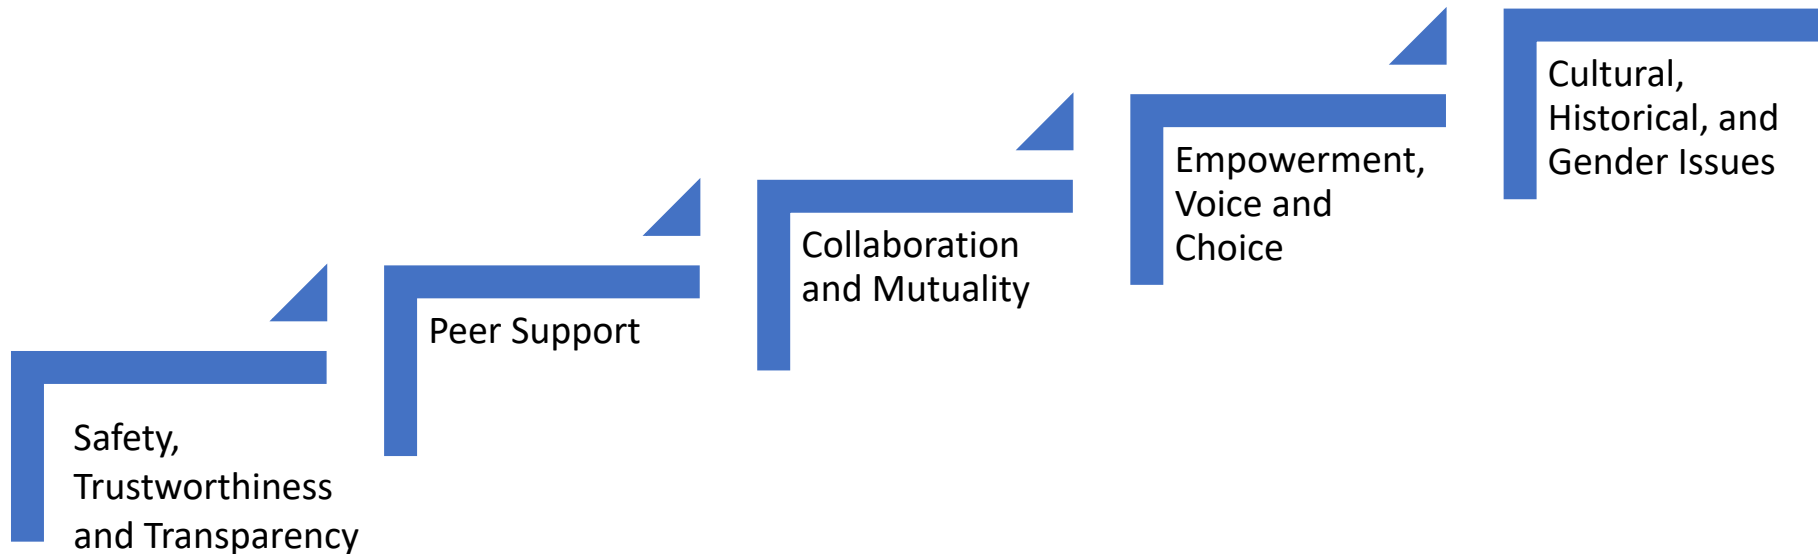 Safety,
Trustworthiness
and Transparency
Peer Support
Collaboration
and Mutuality
Empowerment,
Voice and
Choice
Cultural,
Historical, and
Gender Issues